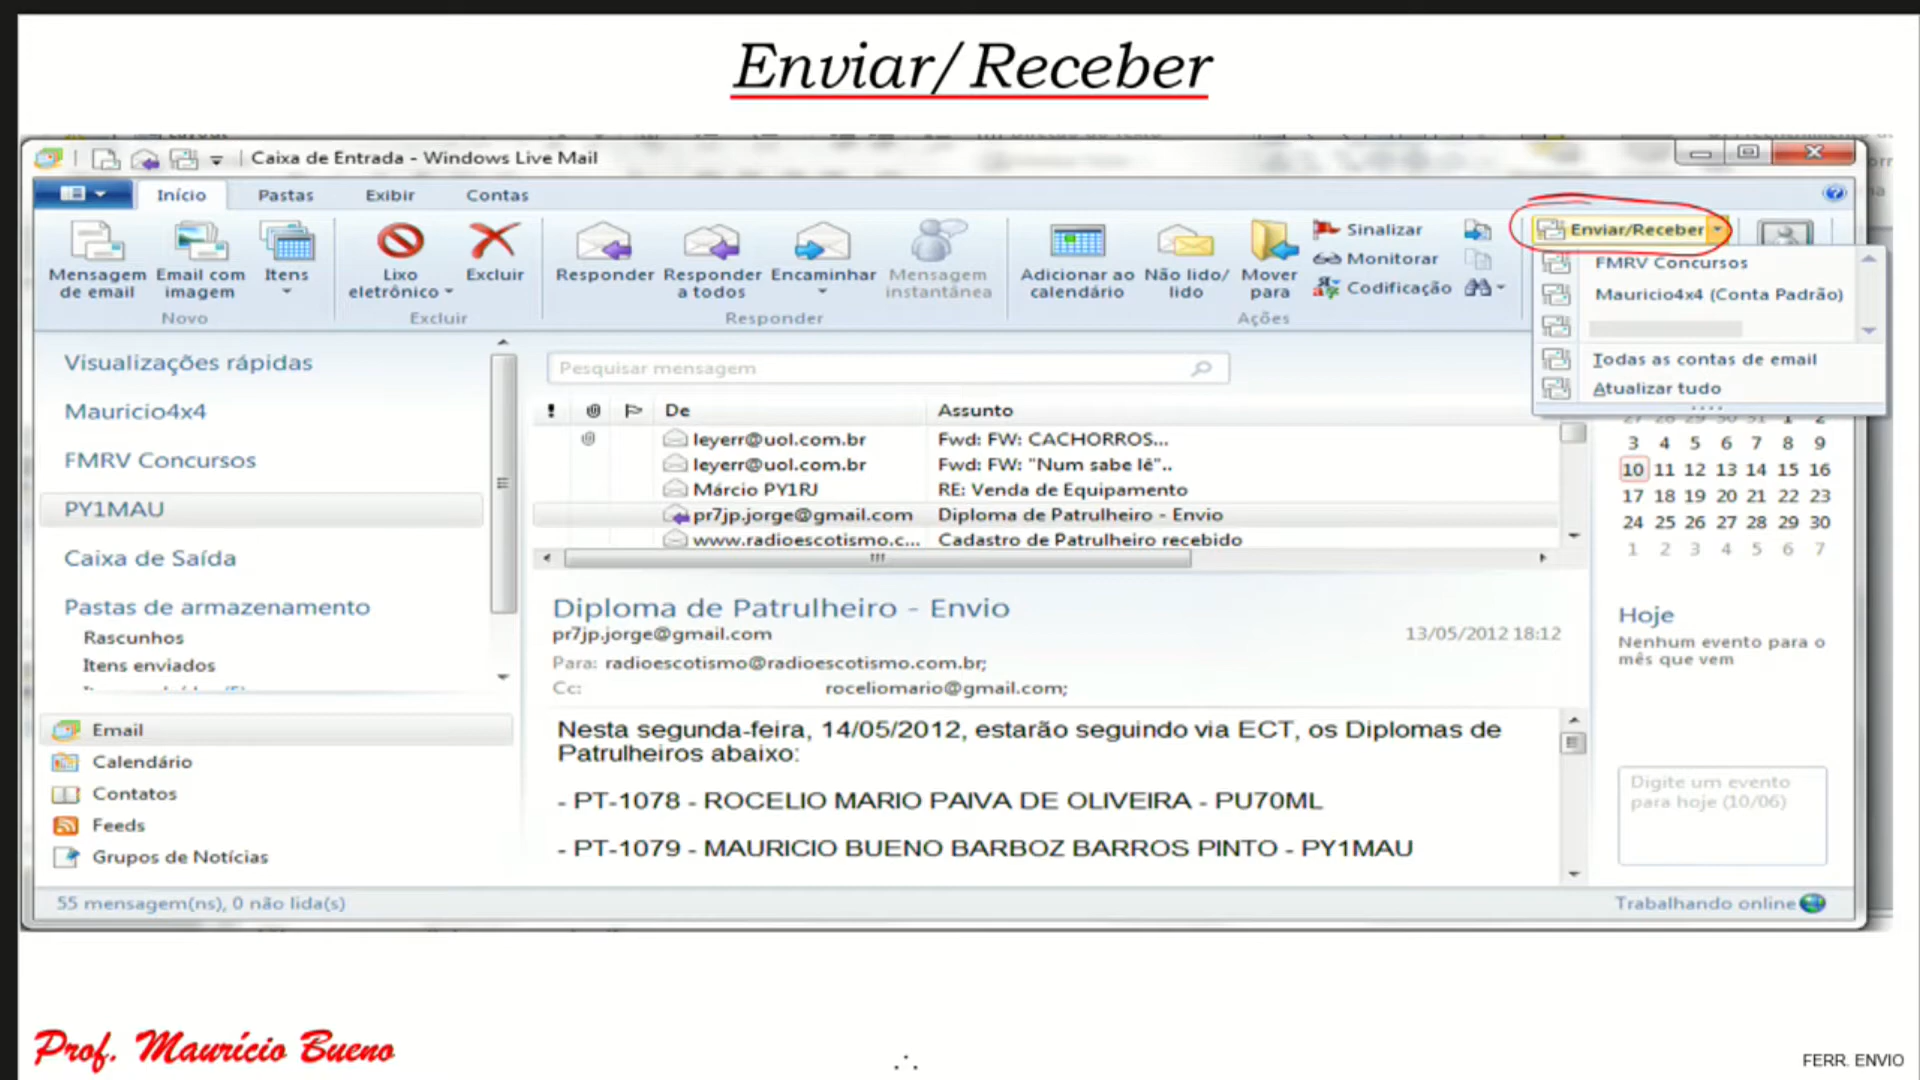 Enviar/Receber
Caixa de Entrada - Windows Live Mail
Início Pastas Exibir Contas
Mensagem de email
Email com imagem
Itens
Novo
Lixo eletrônico
Excluir
Excluir
Responder
Responder a todos
Encaminhar
Mensagem instantânea
Responder
Adicionar ao calendário
Não lido/ lido
Mover para
Sinalizar
Monitorar
Codificação
Ações
Enviar/Receber
FMRV Concursos
Mauricio4x4 (Conta Padrão)
Todas as contas de email
Atualizar tudo
Visualizações rápidas
Mauricio4x4
FMRV Concursos
PY1MAU
Caixa de Saída
Pastas de armazenamento
Rascunhos
Itens enviados
Email
Calendário
Contatos
Feeds
Grupos de Notícias
Pesquisar mensagem
! De Assunto
leyerr@uol.com.br Fwd: FW: CACHORROS...
leyerr@uol.com.br Fwd: FW: "Num sabe lê"..
Márcio PY1RJ RE: Venda de Equipamento
pr7jp.jorge@gmail.com Diploma de Patrulheiro - Envio
www.radioescotismo.c... Cadastro de Patrulheiro recebido
Diploma de Patrulheiro - Envio
pr7jp.jorge@gmail.com 13/05/2012 18:12
Para: radioescotismo@radioescotismo.com.br;
Cc: roceliomario@gmail.com;
Nesta segunda-feira, 14/05/2012, estarão seguindo via ECT, os Diplomas de
Patrulheiros abaixo:
- PT-1078 - ROCELIO MARIO PAIVA DE OLIVEIRA - PU7OML
- PT-1079 - MAURICIO BUENO BARBOZ BARROS PINTO - PY1MAU
27 28 29 30 31 1 2
3 4 5 6 7 8 9
10 11 12 13 14 15 16
17 18 19 20 21 22 23
24 25 26 27 28 29 30
1 2 3 4 5 6 7
Hoje
Nenhum evento para o
mês que vem
Digite um evento
para hoje (10/06)
55 mensagem(ns), 0 não lida(s)
Trabalhando online
Prof. Maurício Bueno
FERR. ENVIO